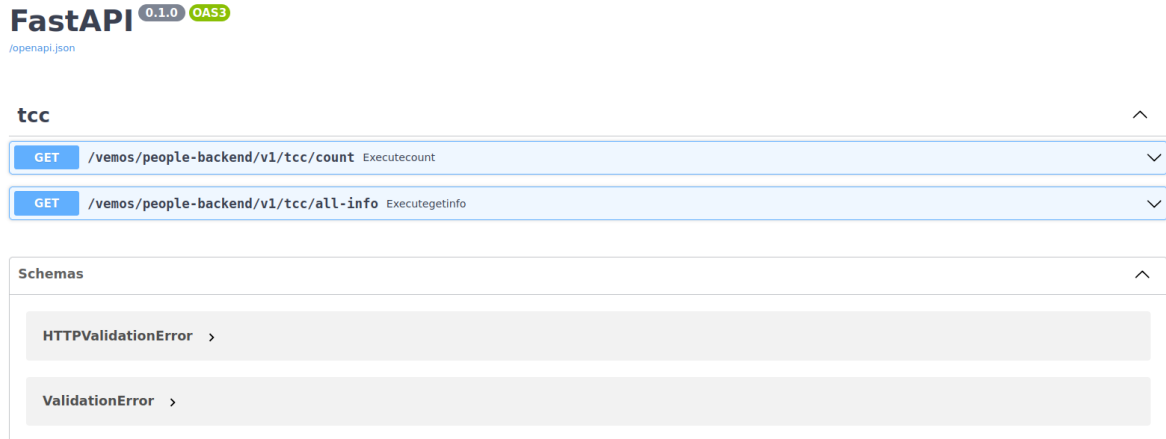 FastAPI 0.1.0 OAS3
/openapi.json
tcc
GET /vemos/people-backend/v1/tcc/count Executecount
GET /vemos/people-backend/v1/tcc/all-info Executegetinfo
Schemas
HTTPValidationError
ValidationError